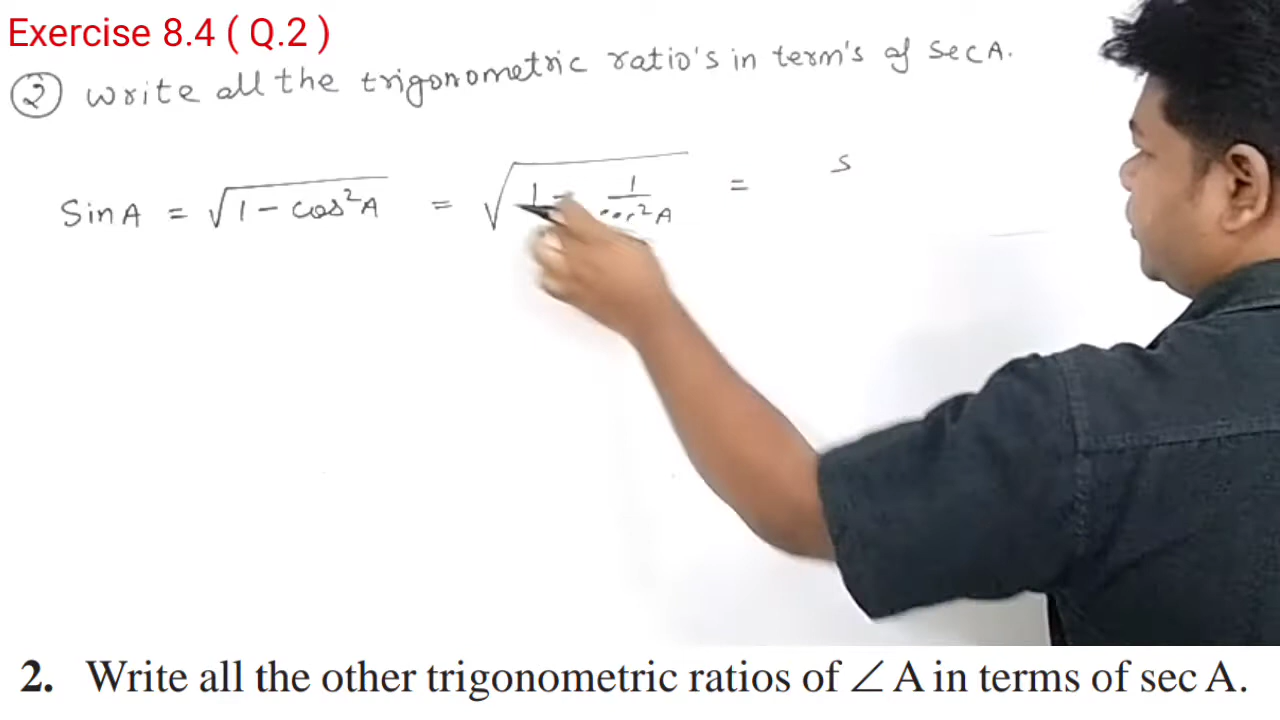 Exercise 8.4 ( Q.2 )
② Write all the trigonometric ratio's in term's of SecA.
SinA = √1 - cos²A = √1 - 1/sec²A = s
2. Write all the other trigonometric ratios of ∠A in terms of sec A.